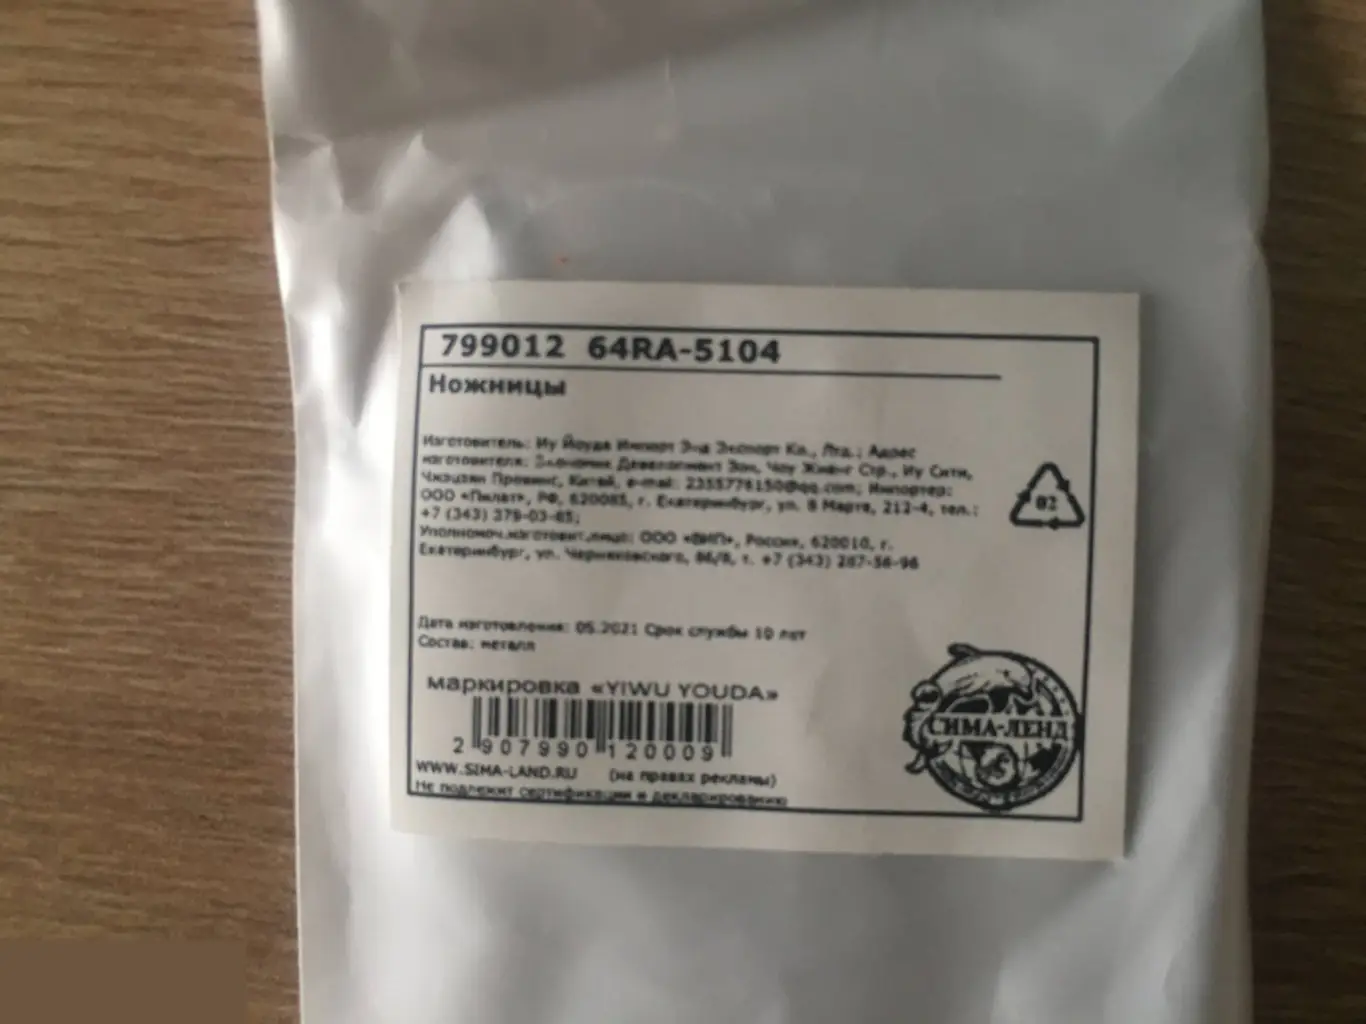 799012 64RA-5104
Ножницы
Изготовитель: Иу Йоуда Импорт Энд Экспорт Ко., Лтд.; Адрес
изготовителя: Экономик Девелопмент Зон, Чоу Жианг Стр., Иу Сити,
Чжэцзян Провинс, Китай, e-mail: 2355776150@qq.com; Импортер:
ООО «Пилат», РФ, 620085, г. Екатеринбург, ул. 8 Марта, 212-4, тел.:
+7 (343) 379-03-65;
Уполномоч.изготовит.лицо: ООО «ВИП», Россия, 620010, г.
Екатеринбург, ул. Черняховского, 86/8, т. +7 (343) 287-56-96
02
Дата изготовления: 05.2021 Срок службы 10 лет
Состав: металл
маркировка «YIWU YOUDA»
2 907990 120009
СИМА-ЛЕНД
WWW.SIMA-LAND.RU (на правах рекламы)
Не подлежит сертификации и декларированию